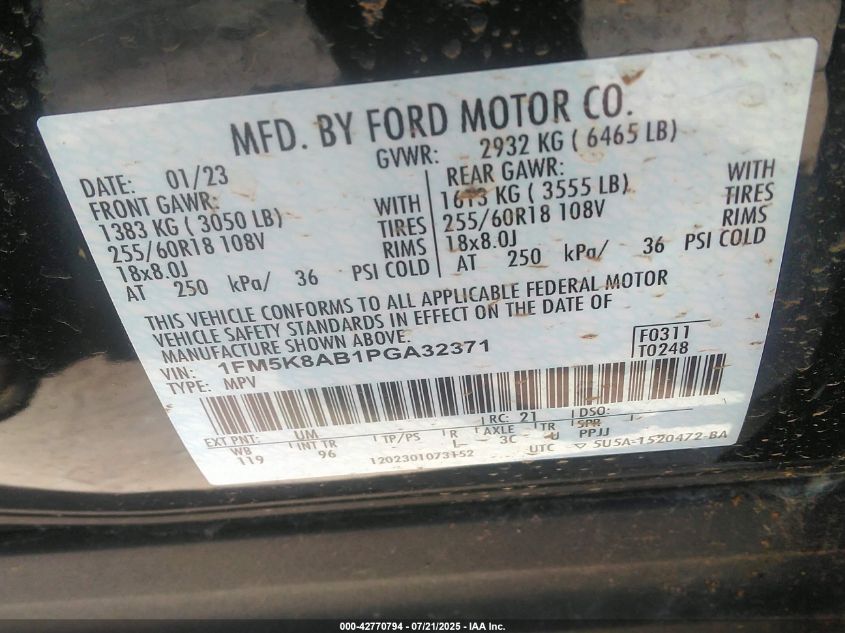 MFD. BY FORD MOTOR CO.
GVWR: 2932 KG ( 6465 LB)
DATE: 01/23
FRONT GAWR:
1383 KG ( 3050 LB) WITH
255/60R18 108V TIRES
18x8.0J RIMS
AT 250 kPa/ 36 PSI COLD
REAR GAWR:
1613 KG ( 3555 LB) WITH
255/60R18 108V TIRES
18x8.0J RIMS
AT 250 kPa/ 36 PSI COLD
THIS VEHICLE CONFORMS TO ALL APPLICABLE FEDERAL MOTOR
VEHICLE SAFETY STANDARDS IN EFFECT ON THE DATE OF
MANUFACTURE SHOWN ABOVE.
VIN: 1FM5K8AB1PGA32371
TYPE: MPV
F0311
T0248
EXT PNT: UM RC: 21 DSO:
WB INT TR TP/PS R AXLE TR SPR
119 96 L 3C U PPJJ
1202301073152 UTC ▽ 5U5A-1520472-BA
000-42770794 - 07/21/2025 - IAA Inc.